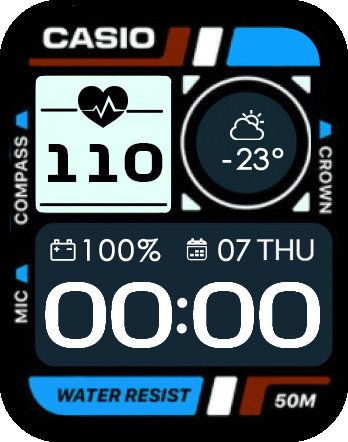 CASIO
COMPASS
110
-23°
CROWN
100% 07 THU
MIC
00:00
WATER RESIST
50M